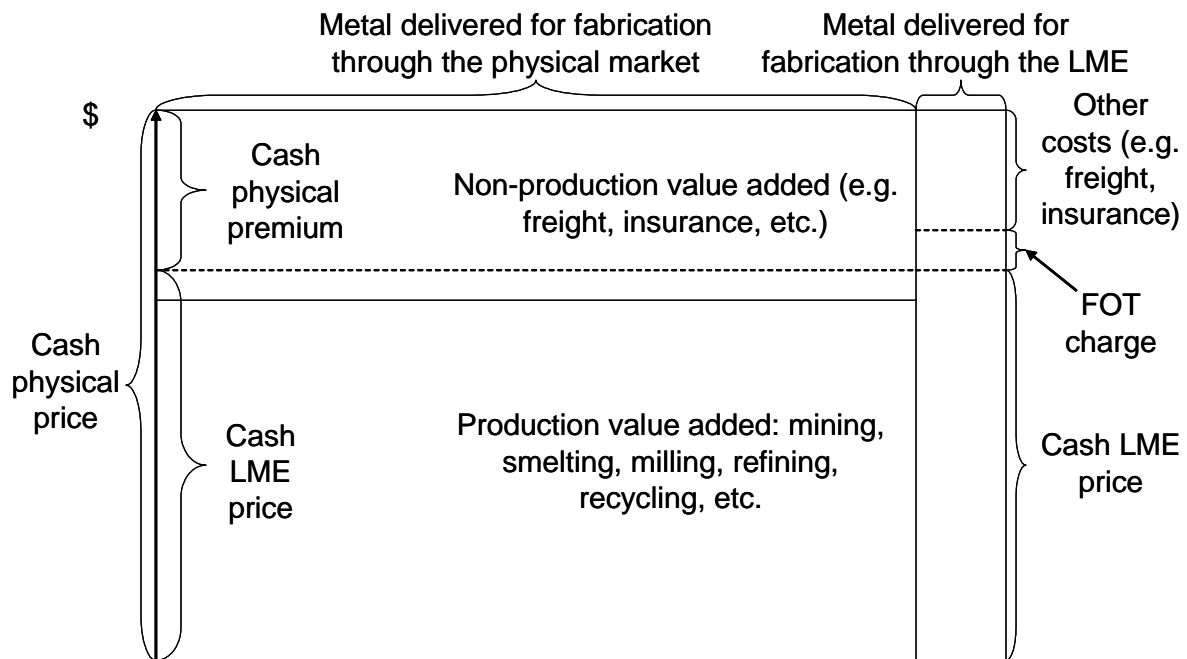 Metal delivered for fabrication
through the physical market
Metal delivered for
fabrication through the LME
$
Cash
physical
premium
Non-production value added (e.g.
freight, insurance, etc.)
Other
costs (e.g.
freight,
insurance)
FOT
charge
Cash
physical
price
Cash
LME
price
Production value added: mining,
smelting, milling, refining,
recycling, etc.
Cash LME
price